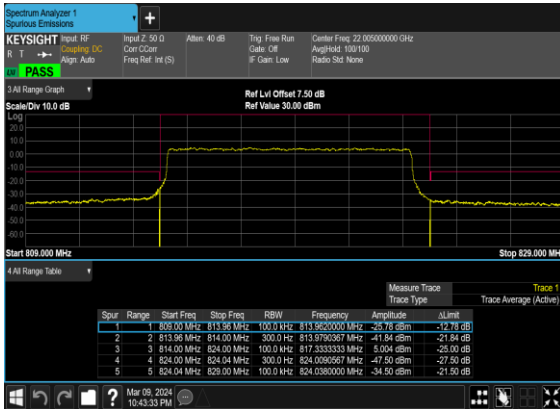 Spectrum Analyzer 1
Spurious Emissions
+
KEYSIGHT Input: RF Input Z: 50 Ω Atten: 40 dB Trig: Free Run Center Freq: 22.005000000 GHz
R T Coupling: DC Corr CCorr Gate: Off Avg|Hold: 100/100
Align: Auto Freq Ref: Int (S) IF Gain: Low Radio Std: None
PASS
3 All Range Graph Ref Lvl Offset 7.50 dB
Scale/Div 10.0 dB Ref Value 30.00 dBm
Log
20.0
10.0
0.00
-10.0
-20.0
-30.0
-40.0
-50.0
-60.0
Start 809.000 MHz Stop 829.000 MHz
4 All Range Table
Measure Trace Trace 1
Trace Type Trace Average (Active)
Spur Range Start Freq Stop Freq RBW Frequency Amplitude ΔLimit
1 1 809.00 MHz 813.96 MHz 100.0 kHz 813.9620000 MHz -25.78 dBm -12.78 dB
2 2 813.96 MHz 814.00 MHz 300.0 Hz 813.9790367 MHz -41.84 dBm -21.84 dB
3 3 814.00 MHz 824.00 MHz 100.0 kHz 817.3333333 MHz 5.004 dBm -25.00 dB
4 4 824.00 MHz 824.04 MHz 300.0 Hz 824.0090567 MHz -47.50 dBm -27.50 dB
5 5 824.04 MHz 829.00 MHz 100.0 kHz 824.0380000 MHz -34.50 dBm -21.50 dB
Mar 09, 2024
10:43:33 PM